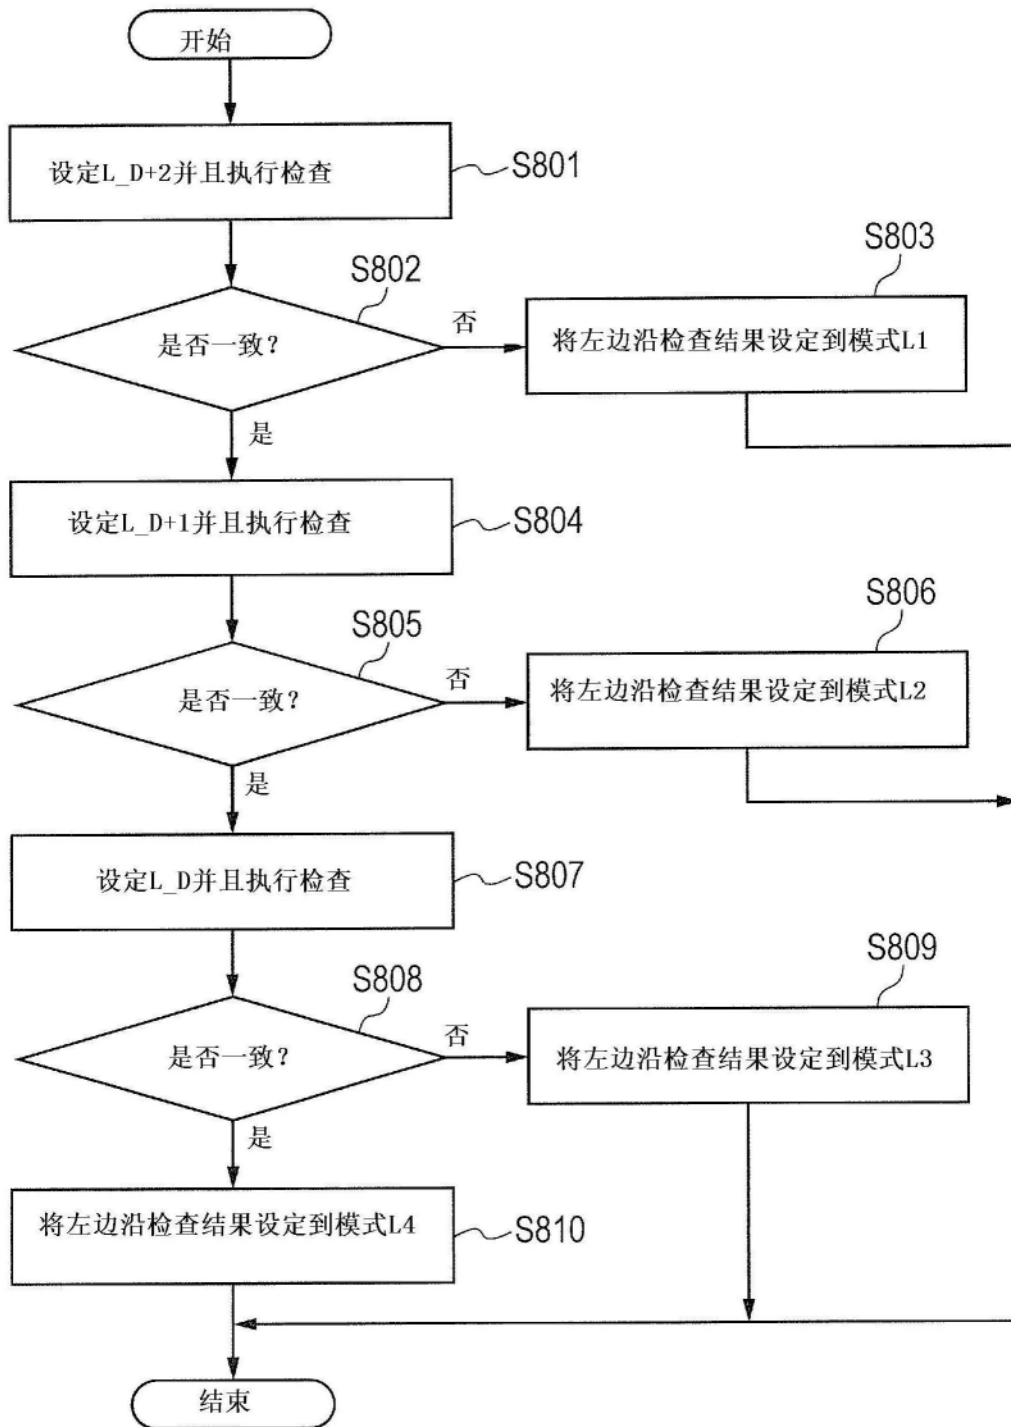 开始
设定L_D+2并且执行检查
S801
S802
是否一致?
否
S803
将左边沿检查结果设定到模式L1
是
设定L_D+1并且执行检查
S804
S805
是否一致?
否
S806
将左边沿检查结果设定到模式L2
是
设定L_D并且执行检查
S807
S808
是否一致?
否
S809
将左边沿检查结果设定到模式L3
是
将左边沿检查结果设定到模式L4
S810
结束